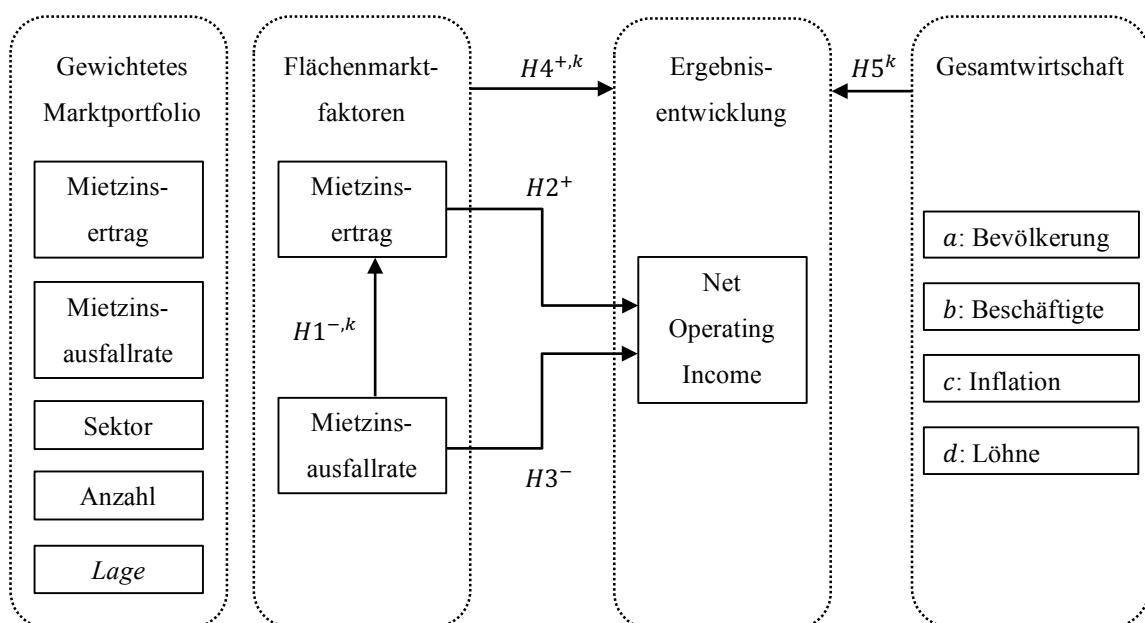 Gewichtetes
Marktportfolio
Mietzins-
ertrag
Mietzins-
ausfallrate
Sektor
Anzahl
Lage
Flächenmarkt-
faktoren
Mietzins-
ertrag
H1⁻,ᵏ
Mietzins-
ausfallrate
H4⁺,ᵏ
H2⁺
H3⁻
Ergebnis-
entwicklung
Net
Operating
Income
H5ᵏ
Gesamtwirtschaft
a: Bevölkerung
b: Beschäftigte
c: Inflation
d: Löhne